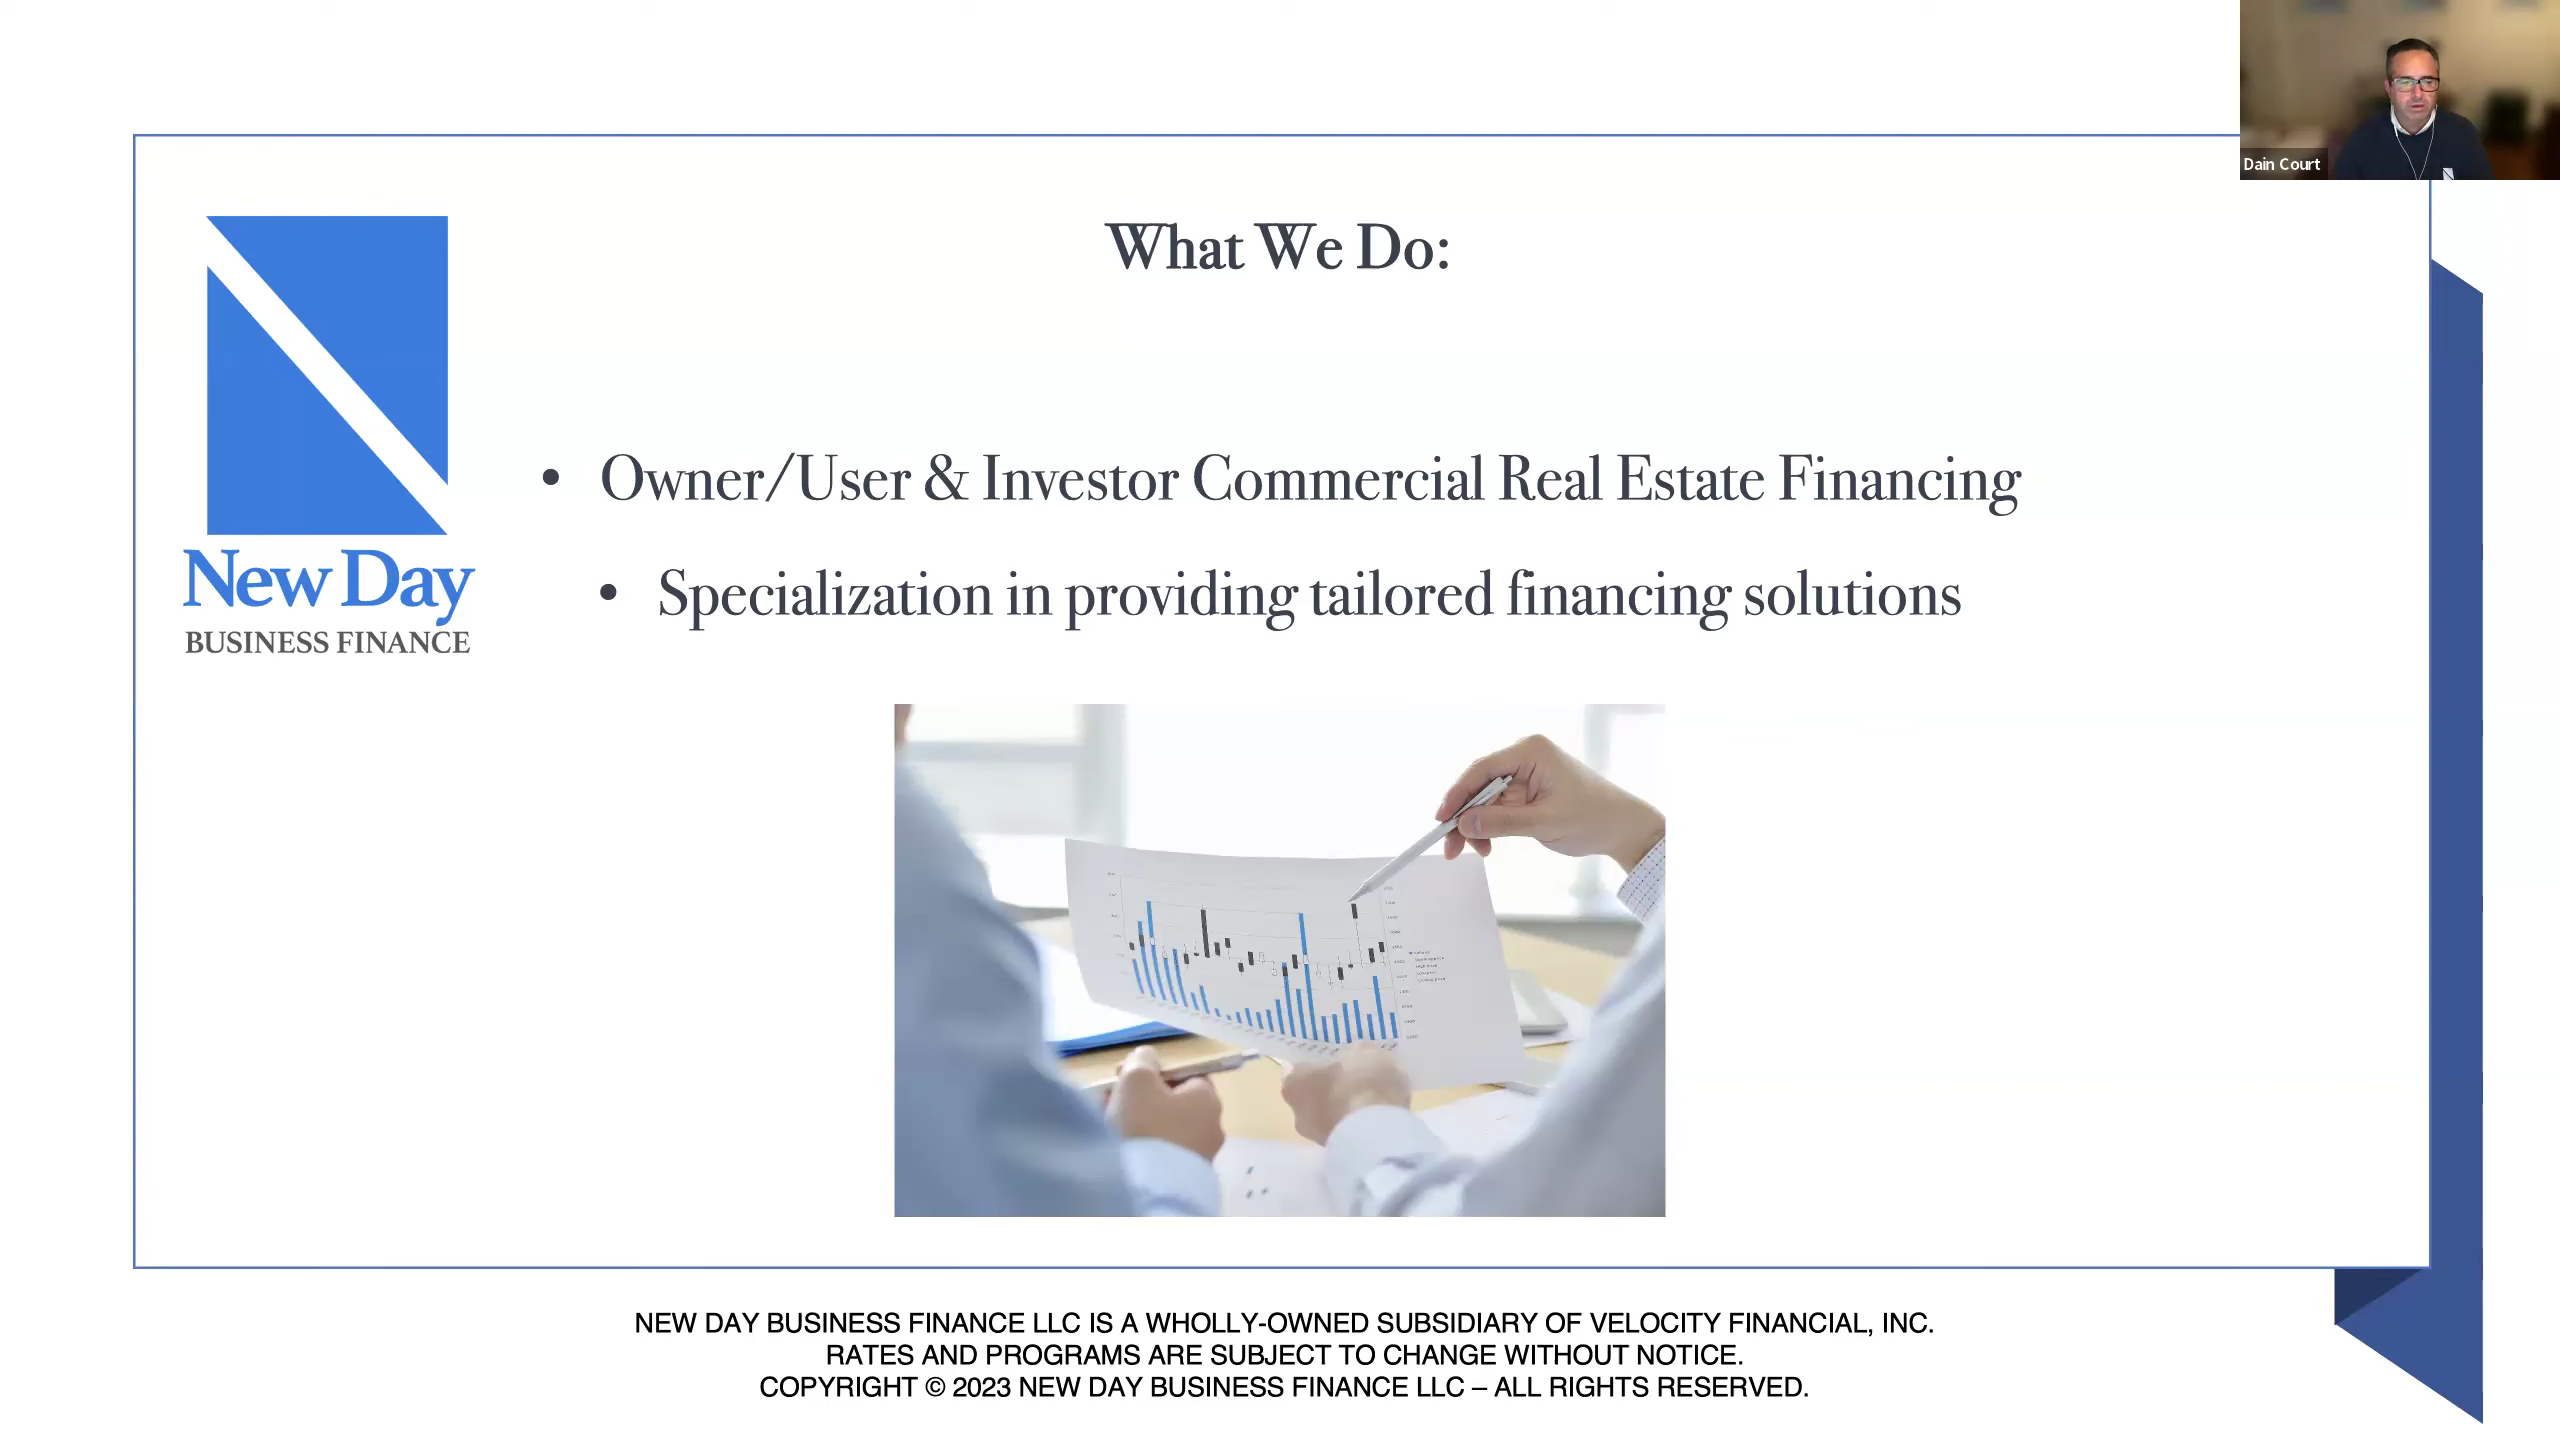 Dain Court
What We Do:
• Owner/User & Investor Commercial Real Estate Financing
• Specialization in providing tailored financing solutions
New Day
BUSINESS FINANCE
NEW DAY BUSINESS FINANCE LLC IS A WHOLLY-OWNED SUBSIDIARY OF VELOCITY FINANCIAL, INC.
RATES AND PROGRAMS ARE SUBJECT TO CHANGE WITHOUT NOTICE.
COPYRIGHT © 2023 NEW DAY BUSINESS FINANCE LLC – ALL RIGHTS RESERVED.